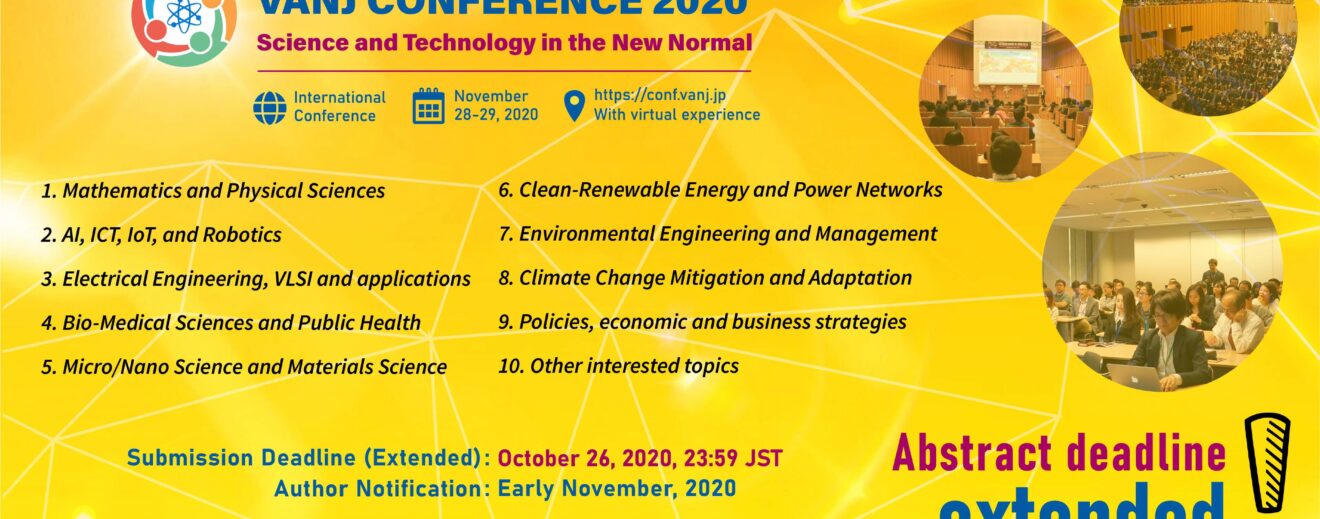 VANJ CONFERENCE 2020
Science and Technology in the New Normal
International
Conference
November
28-29, 2020
https://conf.vanj.jp
With virtual experience
1. Mathematics and Physical Sciences
2. AI, ICT, IoT, and Robotics
3. Electrical Engineering, VLSI and applications
4. Bio-Medical Sciences and Public Health
5. Micro/Nano Science and Materials Science
6. Clean-Renewable Energy and Power Networks
7. Environmental Engineering and Management
8. Climate Change Mitigation and Adaptation
9. Policies, economic and business strategies
10. Other interested topics
Submission Deadline (Extended): October 26, 2020, 23:59 JST
Author Notification: Early November, 2020
Abstract deadline
extended